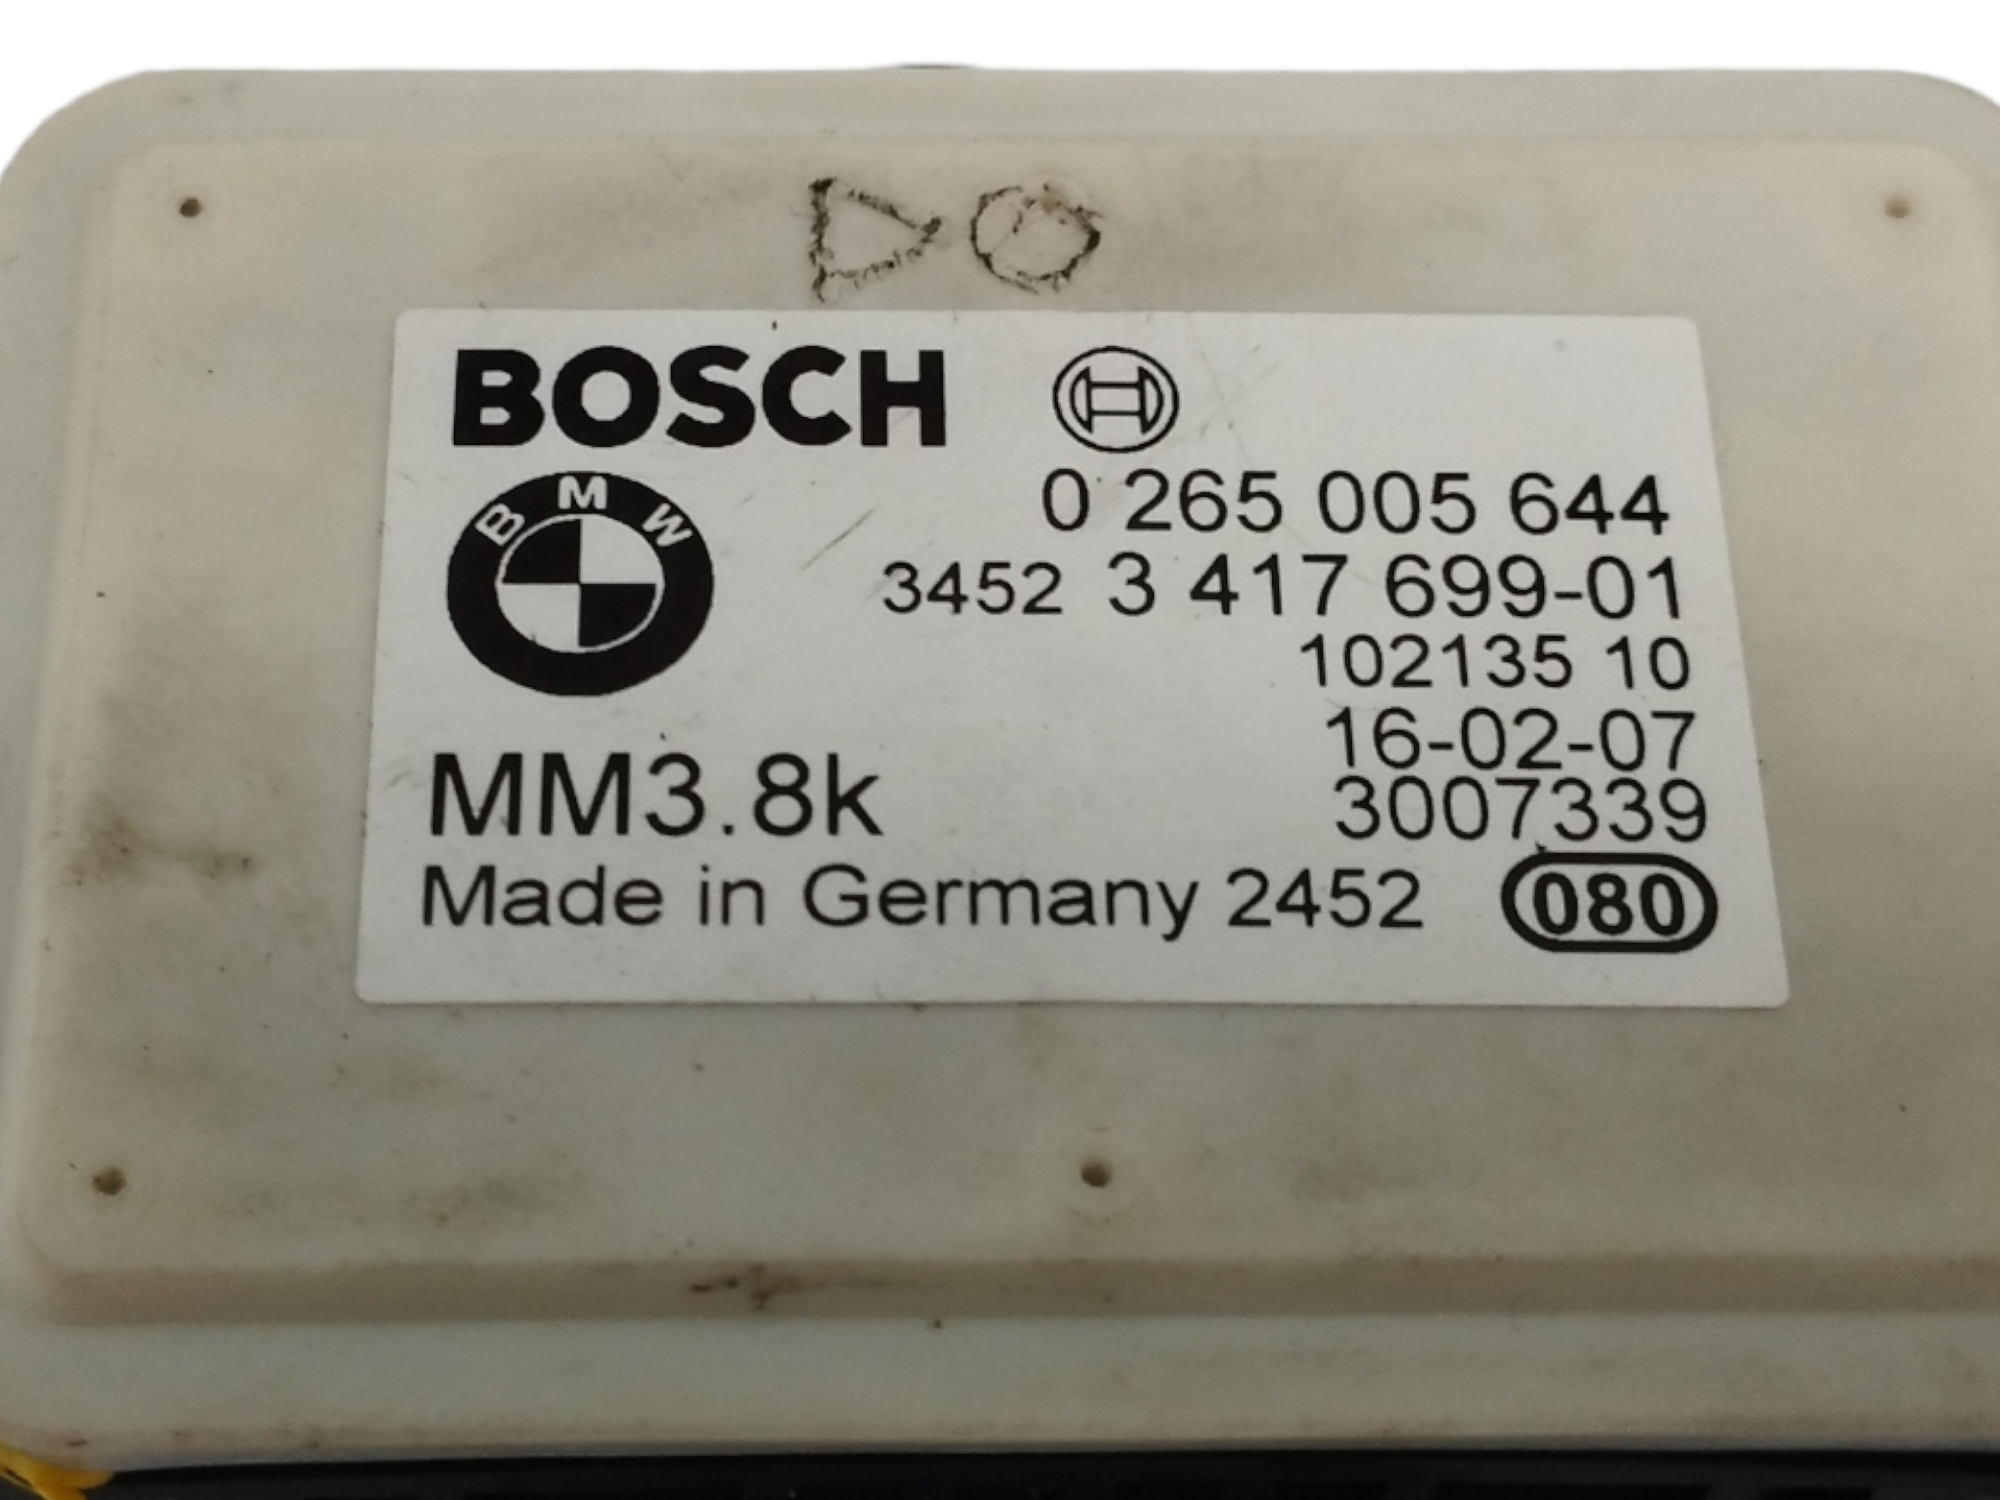 DO
BOSCH
BMW
0 265 005 644
3452 3 417 699-01
102135 10
16-02-07
MM3.8k
3007339
Made in Germany 2452 080